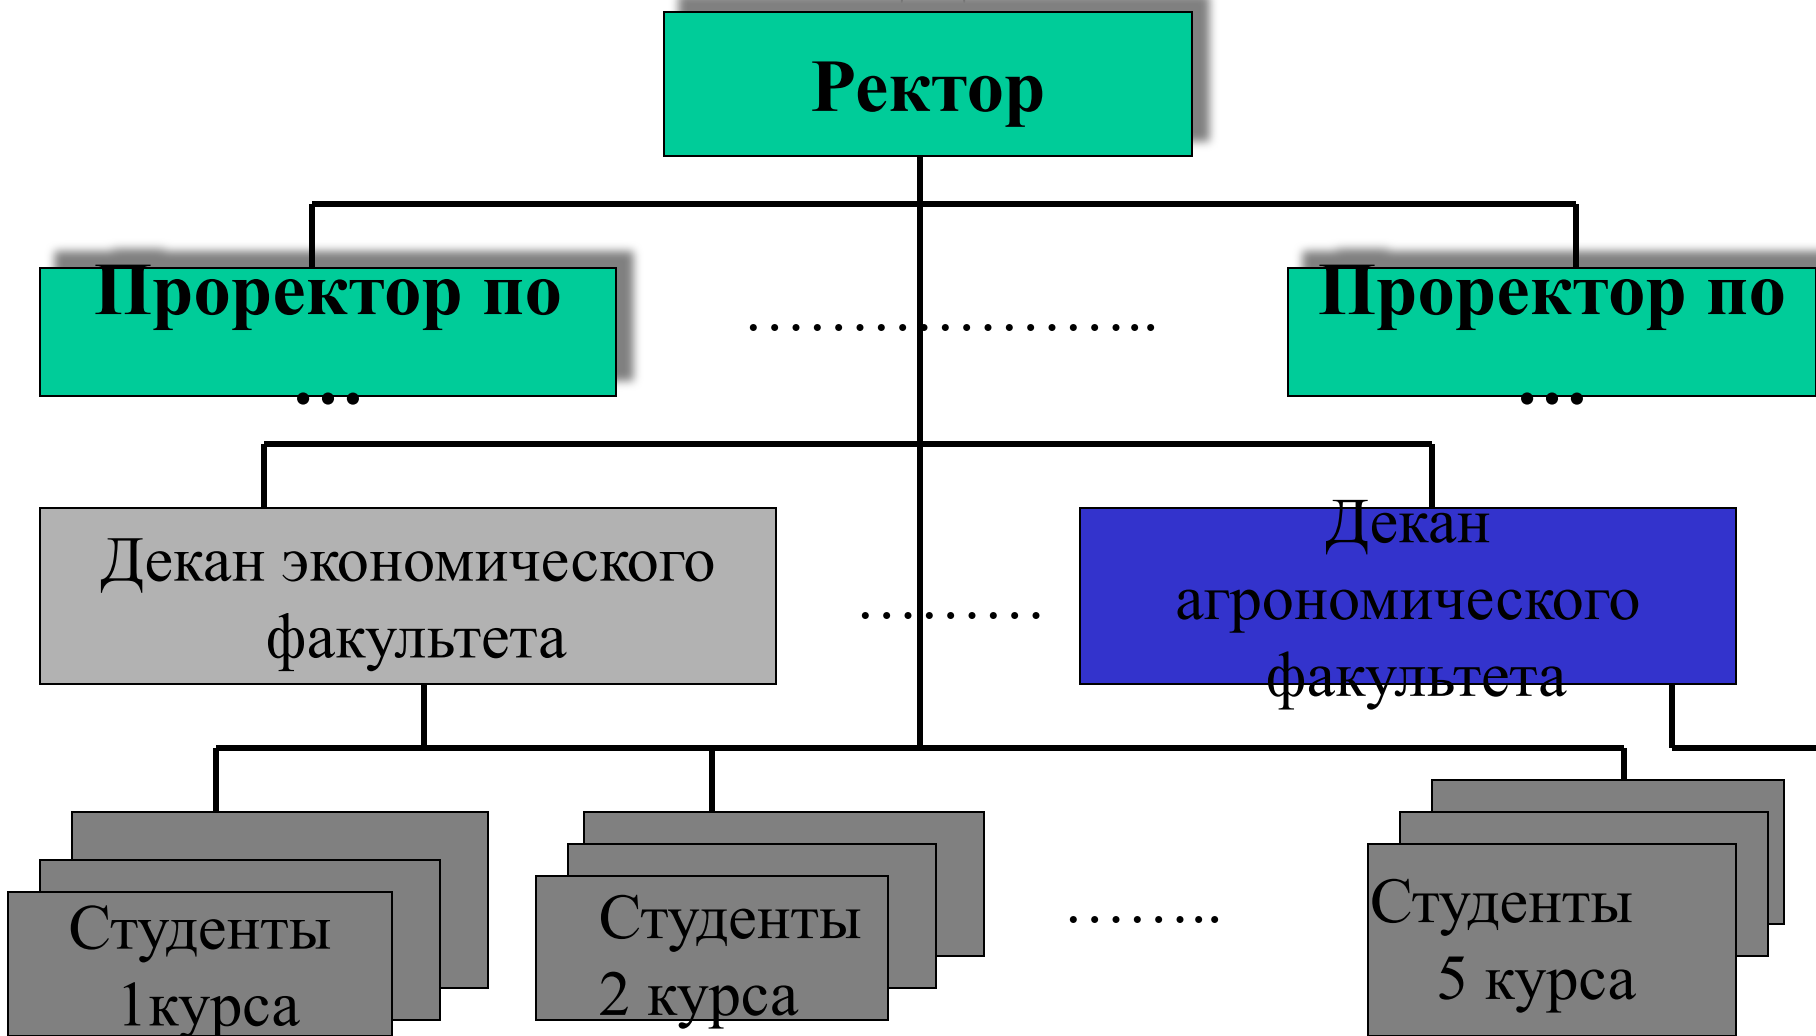 Ректор
Проректор по
...
………………..
Проректор по
...
Декан экономического
факультета
………
Декан
агрономического
факультета
Студенты
1курса
Студенты
2 курса
……..
Студенты
5 курса